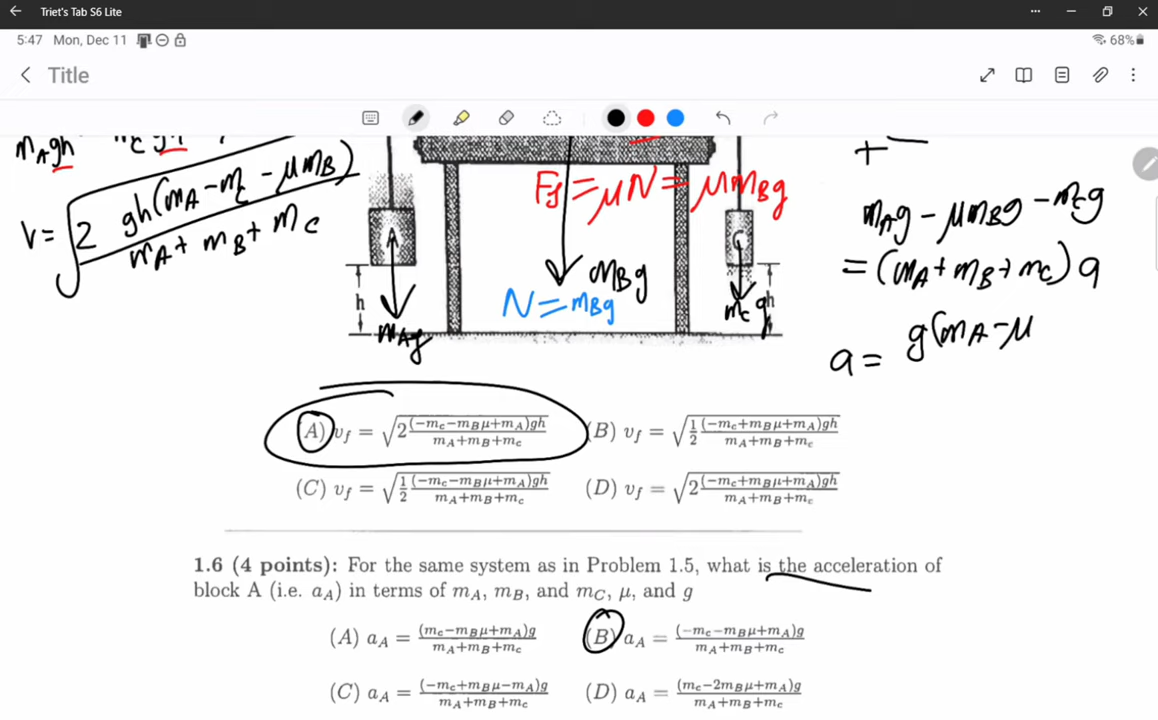 Triet's Tab S6 Lite
5:47 Mon, Dec 11
68%
Title
mAgh mc gh
v = √2 gh(mA - mc - μmB) / mA + mB + mc
Ff = μN = μmBg
A
C
h
h
mBg
N = mBg
mAg
mcg
+
mAg - μmBg - mcg
= (mA + mB + mc) a
a = g(mA - μ
(A) vf = √2 (-mc-mBμ+mA)gh / mA+mB+mc (B) vf = √1/2 (-mc+mBμ+mA)gh / mA+mB+mc
(C) vf = √1/2 (-mc-mBμ+mA)gh / mA+mB+mc (D) vf = √2 (-mc+mBμ+mA)gh / mA+mB+mc
1.6 (4 points): For the same system as in Problem 1.5, what is the acceleration of
block A (i.e. aA) in terms of mA, mB, and mC, μ, and g
(A) aA = (mc-mBμ+mA)g / mA+mB+mc (B) aA = (-mc-mBμ+mA)g / mA+mB+mc
(C) aA = (-mc+mBμ-mA)g / mA+mB+mc (D) aA = (mc-2mBμ+mA)g / mA+mB+mc